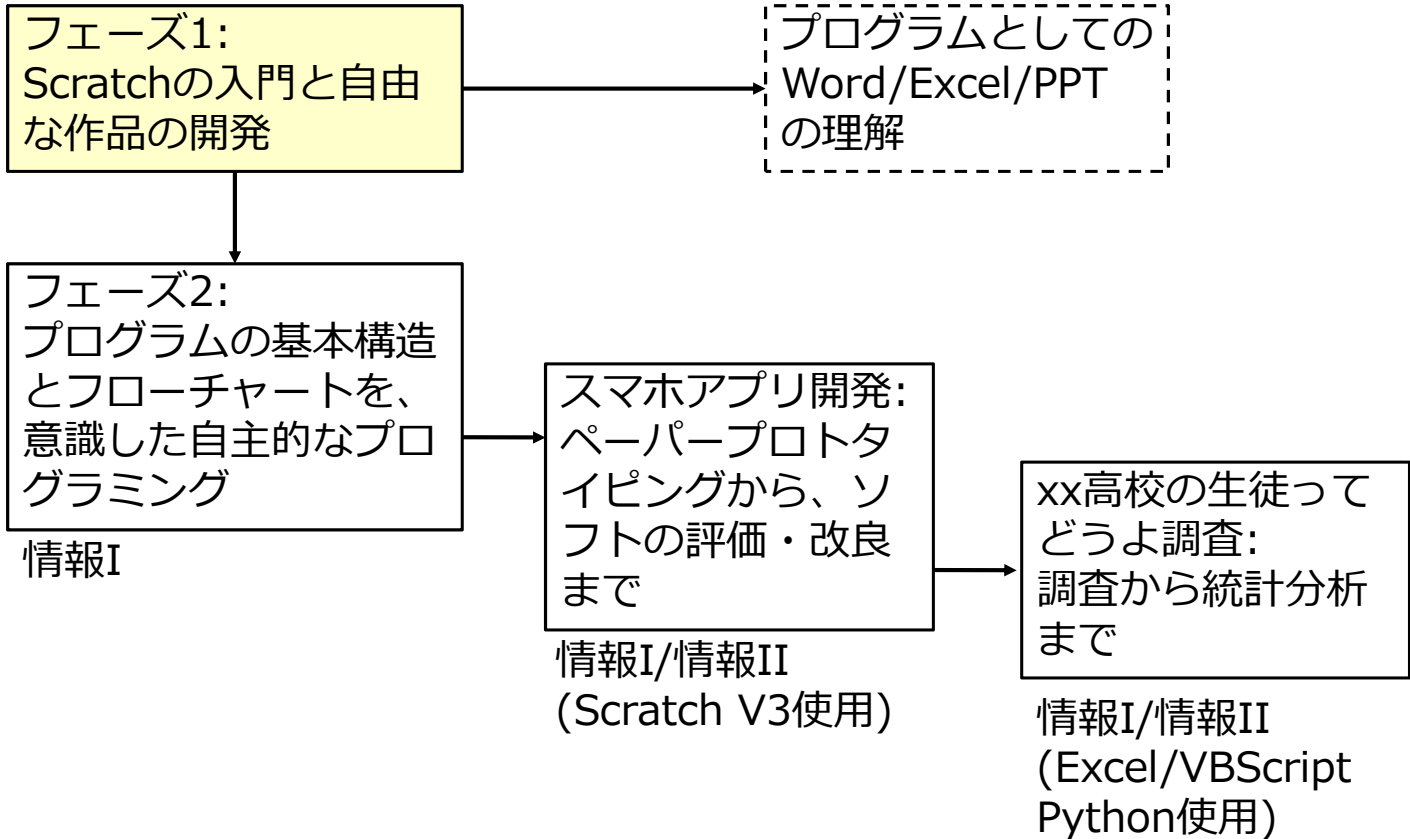 フェーズ1:
Scratchの入門と自由
な作品の開発
プログラムとしての
Word/Excel/PPT
の理解
フェーズ2:
プログラムの基本構造
とフローチャートを、
意識した自主的なプロ
グラミング
情報I
スマホアプリ開発:
ペーパープロトタ
イピングから、ソ
フトの評価・改良
まで
情報I/情報II
(Scratch V3使用)
xx高校の生徒って
どうよ調査:
調査から統計分析
まで
情報I/情報II
(Excel/VBScript
Python使用)